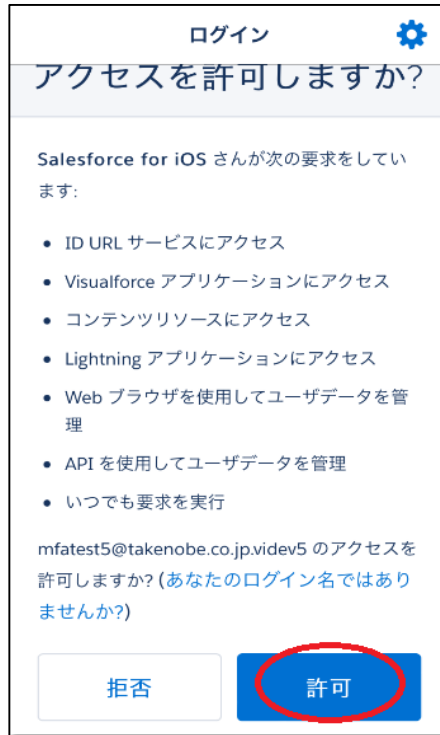 ログイン
アクセスを許可しますか?
Salesforce for iOS さんが次の要求をしてい
ます:
• ID URL サービスにアクセス
• Visualforce アプリケーションにアクセス
• コンテンツリソースにアクセス
• Lightning アプリケーションにアクセス
• Web ブラウザを使用してユーザデータを管
理
• API を使用してユーザデータを管理
• いつでも要求を実行
mfatest5@takenobe.co.jp.videv5 のアクセスを
許可しますか? (あなたのログイン名ではあり
ませんか?)
拒否
許可